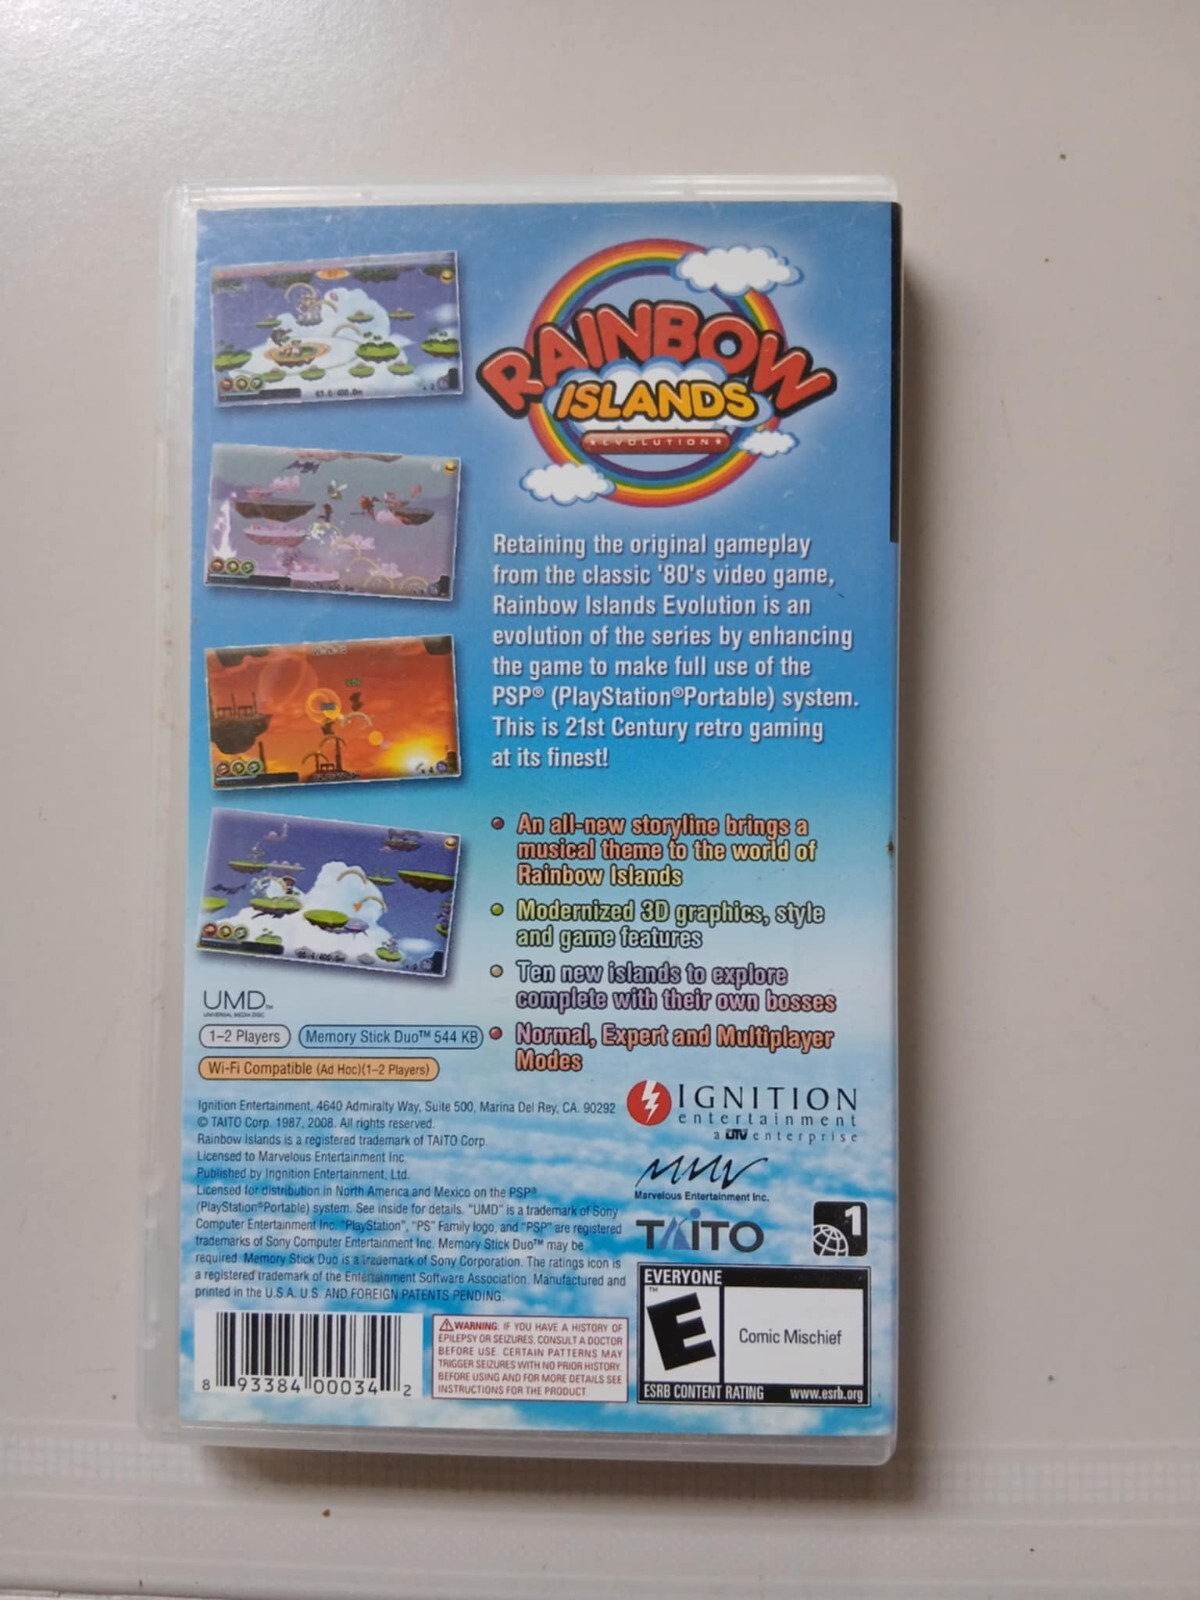 RAINBOW
ISLANDS
EVOLUTION
Retaining the original gameplay
from the classic '80's video game,
Rainbow Islands Evolution is an
evolution of the series by enhancing
the game to make full use of the
PSP® (PlayStation®Portable) system.
This is 21st Century retro gaming
at its finest!
An all-new storyline brings a
musical theme to the world of
Rainbow Islands
Modernized 3D graphics, style
and game features
Ten new islands to explore
complete with their own bosses
Normal, Expert and Multiplayer
Modes
UMD™
UNIVERSAL MEDIA DISC
1–2 Players
Memory Stick Duo™ 544 KB
Wi-Fi Compatible (Ad Hoc)(1–2 Players)
Ignition Entertainment, 4640 Admiralty Way, Suite 500, Marina Del Rey, CA. 90292
© TAITO Corp. 1987, 2008. All rights reserved.
Rainbow Islands is a registered trademark of TAITO Corp.
Licensed to Marvelous Entertainment Inc.
Published by Ingnition Entertainment, Ltd.
Licensed for distribution in North America and Mexico on the PSP®
(PlayStation®Portable) system. See inside for details. "UMD" is a trademark of Sony
Computer Entertainment Inc. "PlayStation", "PS" Family logo, and "PSP" are registered
trademarks of Sony Computer Entertainment Inc. Memory Stick Duo™ may be
required. Memory Stick Duo is a trademark of Sony Corporation. The ratings icon is
a registered trademark of the Entertainment Software Association. Manufactured and
printed in the U.S.A. U.S. AND FOREIGN PATENTS PENDING.
IGNITION
entertainment
a UTV enterprise
Marvelous Entertainment Inc.
TAITO
1
EVERYONE
™
E
Comic Mischief
ESRB CONTENT RATING www.esrb.org
8 93384 00034 2
WARNING: IF YOU HAVE A HISTORY OF
EPILEPSY OR SEIZURES, CONSULT A DOCTOR
BEFORE USE. CERTAIN PATTERNS MAY
TRIGGER SEIZURES WITH NO PRIOR HISTORY.
BEFORE USING AND FOR MORE DETAILS SEE
INSTRUCTIONS FOR THE PRODUCT.